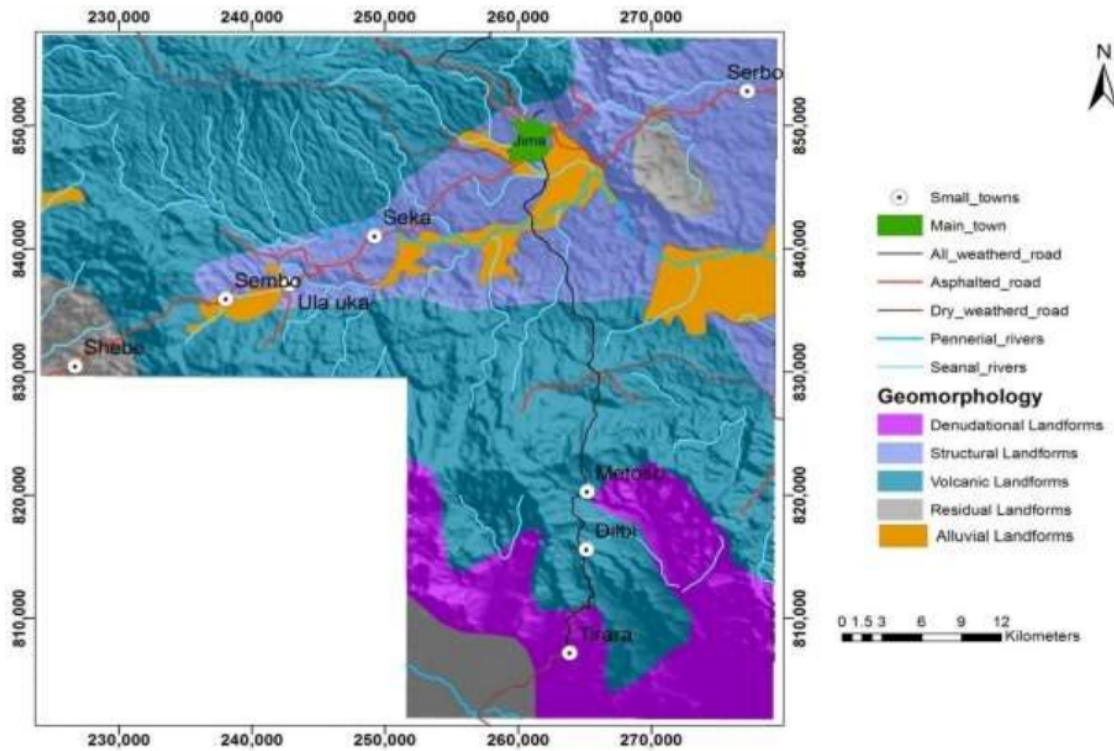 230,000 240,000 250,000 260,000 270,000
N
Serbo
850,000 850,000
Jima
Small_towns
Seka
Main_town
840,000 840,000
All_weatherd_road
Sembo
Asphalted_road
Ula uka
Dry_weatherd_road
Shebe
Pennerial_rivers
830,000 830,000
Seanal_rivers
Geomorphology
Denudational Landforms
Structural Landforms
Metoso
Volcanic Landforms
820,000 820,000
Residual Landforms
Dilbi
Alluvial Landforms
810,000 810,000
0 1.5 3 6 9 12
Kilometers
Tirara
230,000 240,000 250,000 260,000 270,000